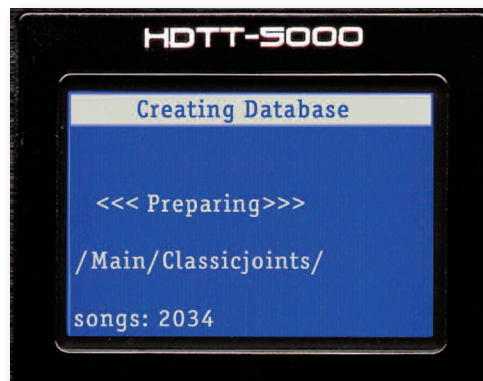 HDTT-5000
Creating Database
<<< Preparing>>>
/Main/Classicjoints/
songs: 2034